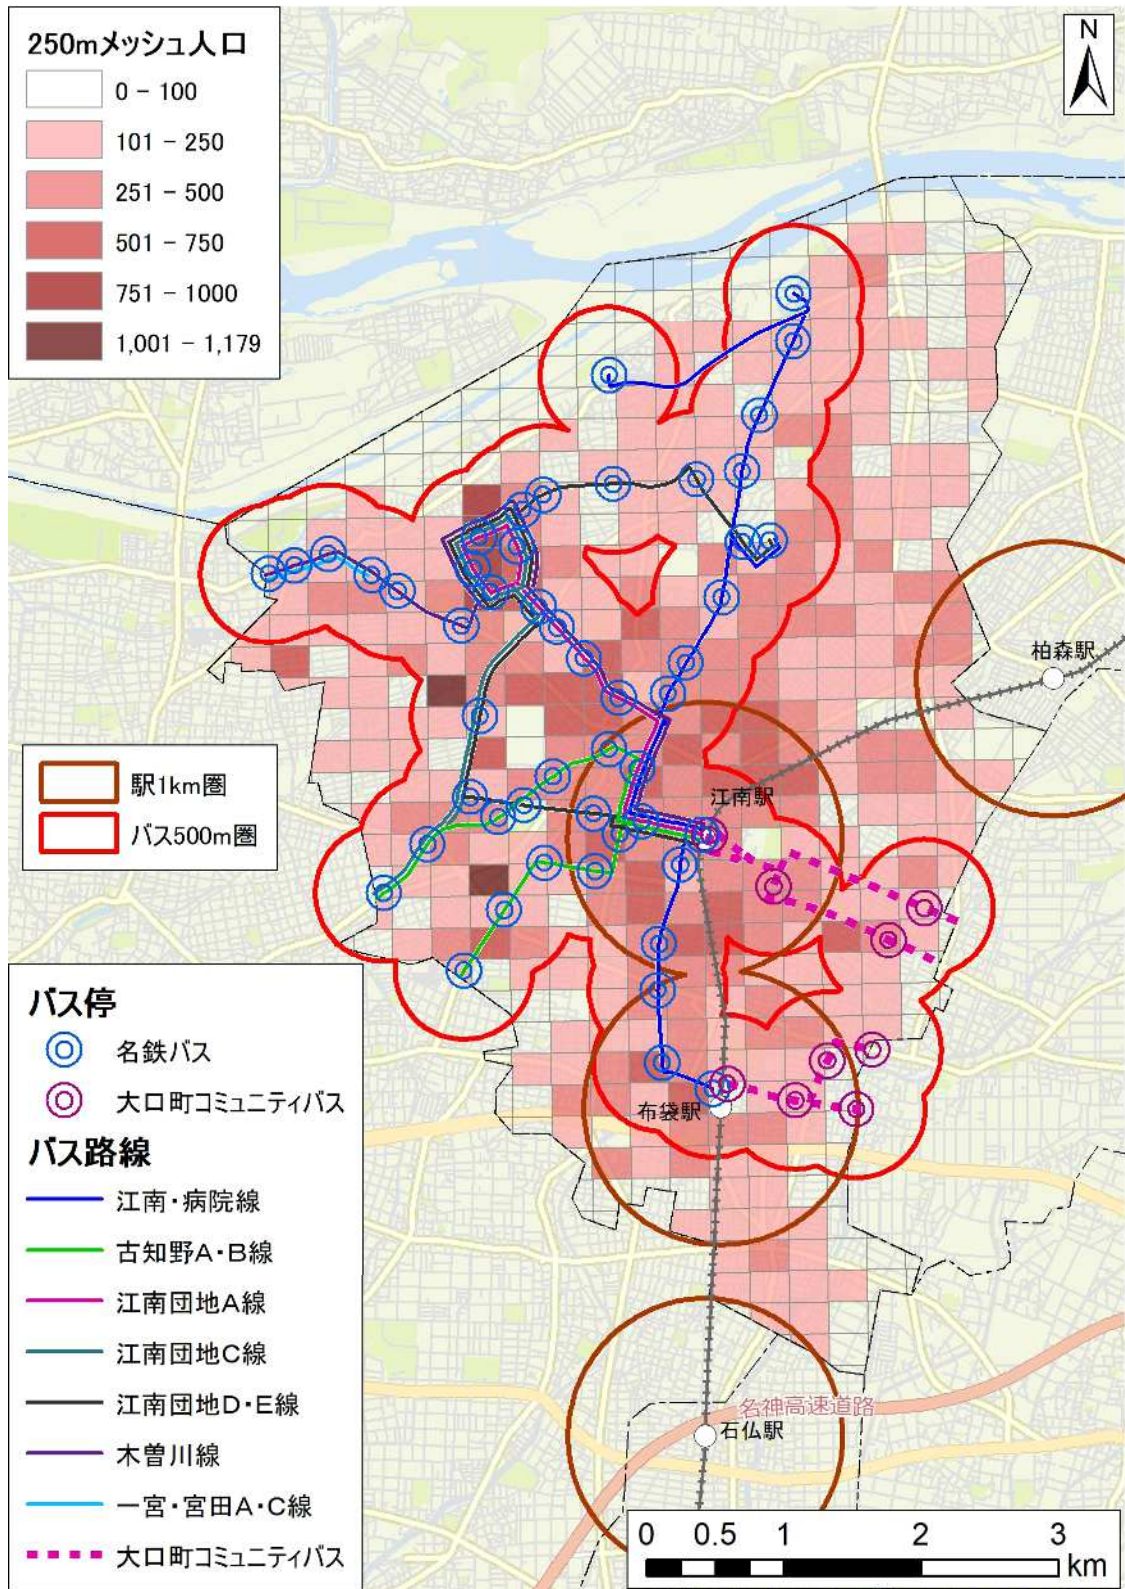 250mメッシュ人口
0 - 100
101 - 250
251 - 500
501 - 750
751 - 1000
1,001 - 1,179
N
柏森駅
駅1km圏
バス500m圏
江南駅
バス停
名鉄バス
大口町コミュニティバス
布袋駅
バス路線
江南・病院線
古知野A・B線
江南団地A線
江南団地C線
江南団地D・E線
木曽川線
一宮・宮田A・C線
大口町コミュニティバス
名神高速道路
石仏駅
0 0.5 1 2 3
km